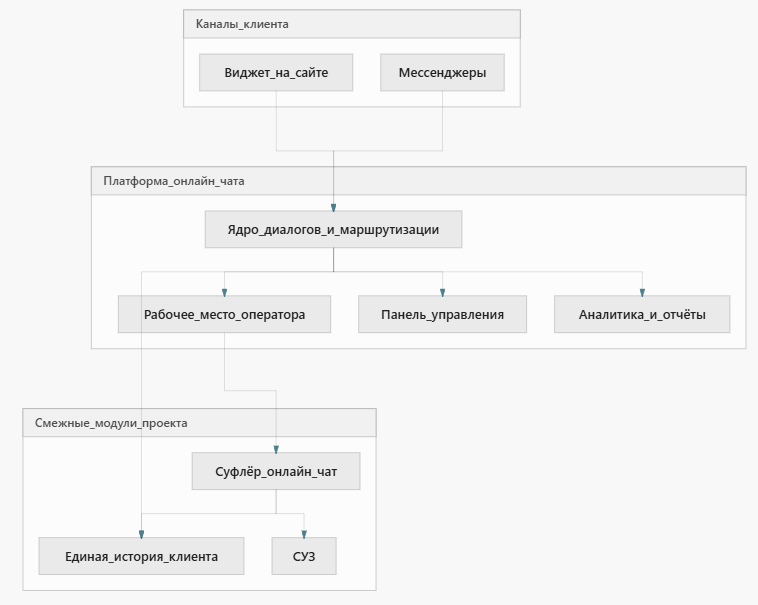 Каналы_клиента
Виджет_на_сайте
Мессенджеры
Платформа_онлайн_чата
Ядро_диалогов_и_маршрутизации
Рабочее_место_оператора
Панель_управления
Аналитика_и_отчёты
Смежные_модули_проекта
Суфлёр_онлайн_чат
Единая_история_клиента
СУЗ